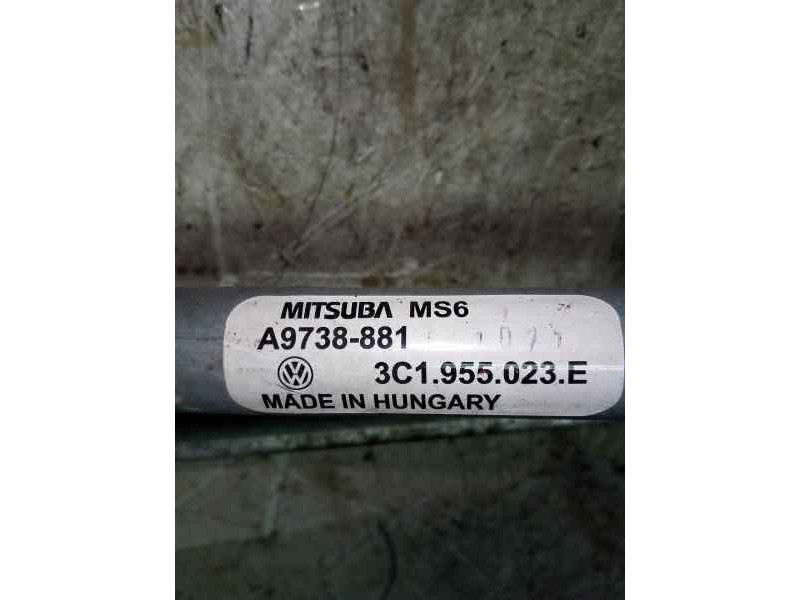 MITSUBA MS6
A9738-881
3C1.955.023.E
MADE IN HUNGARY